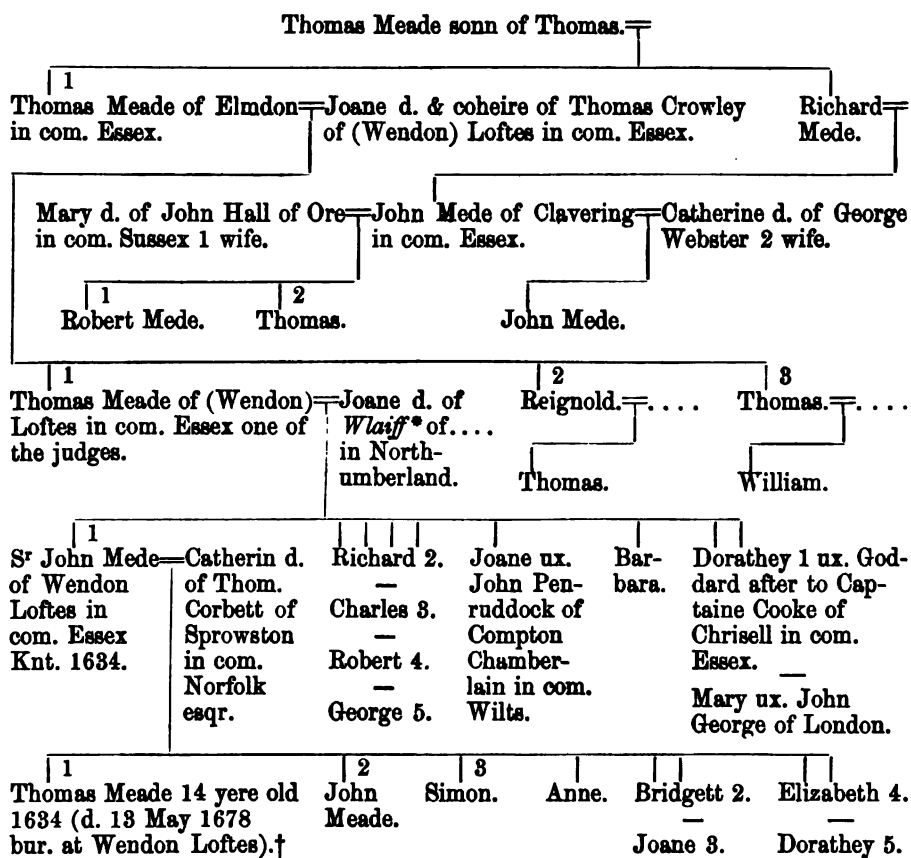 Thomas Meade sonn of Thomas.
1
Thomas Meade of Elmdon
in com. Essex.
Joane d. & coheire of Thomas Crowley
of (Wendon) Loftes in com. Essex.
Richard
Mede.
Mary d. of John Hall of Ore
in com. Sussex 1 wife.
John Mede of Clavering
in com. Essex.
Catherine d. of George
Webster 2 wife.
1
Robert Mede.
2
Thomas.
John Mede.
1
Thomas Meade of (Wendon)
Loftes in com. Essex one of
the judges.
Joane d. of
Wlaiff* of....
in North-
umberland.
2
Reignold. ....
3
Thomas. ....
Thomas.
William.
1
Sr John Mede
of Wendon
Loftes in
com. Essex
Knt. 1634.
Catherin d.
of Thom.
Corbett of
Sprowston
in com.
Norfolk
esqr.
Richard 2.
—
Charles 3.
—
Robert 4.
—
George 5.
Joane ux.
John Pen-
ruddock of
Compton
Chamber-
lain in com.
Wilts.
Bar-
bara.
Dorathey 1 ux. God-
dard after to Cap-
taine Cooke of
Chrisell in com.
Essex.
—
Mary ux. John
George of London.
1
Thomas Meade 14 yere old
1634 (d. 13 May 1678
bur. at Wendon Loftes).†
2
John
Meade.
3
Simon.
Anne.
Bridgett 2.
—
Joane 3.
Elizabeth 4.
—
Dorathey 5.